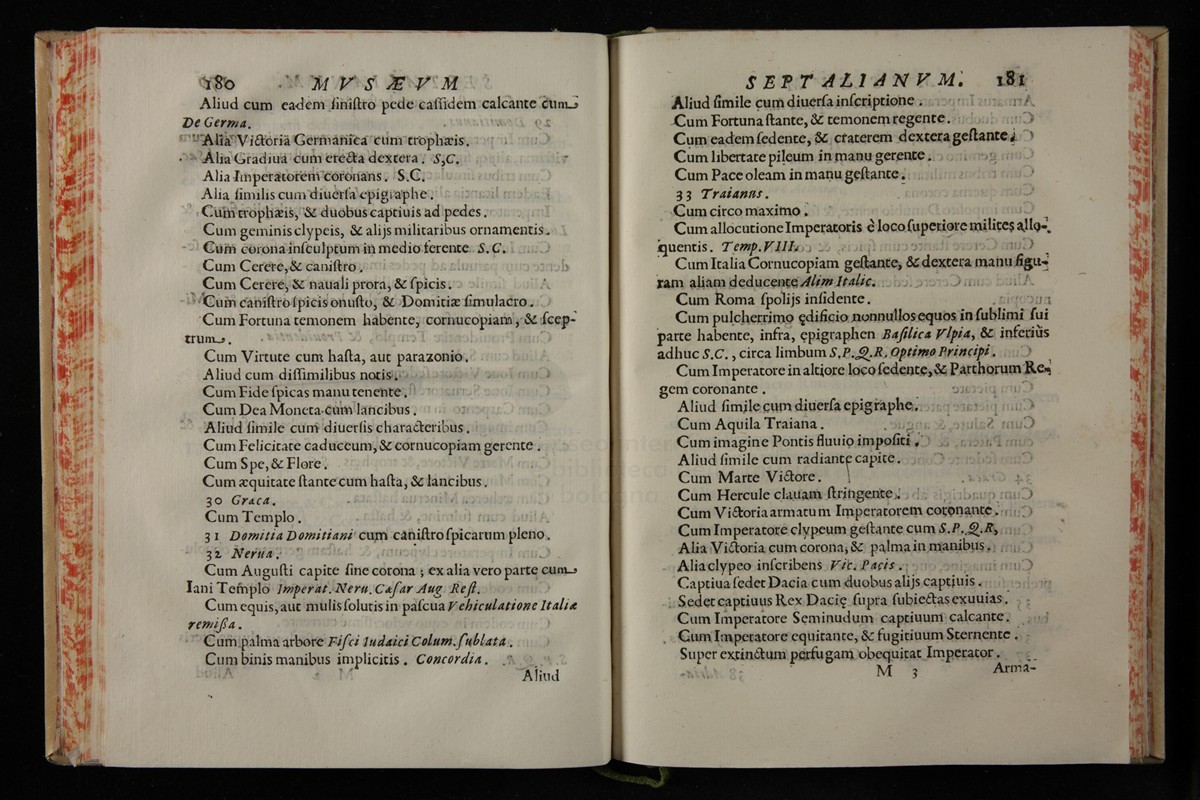 180 MVSÆVM
Aliud cum eadem ſiniſtro pede caſſidem calcante cum
De Germa.
Alia Victoria Germanica cum trophæis.
Alia Gradiua cum erecta dextera. S,C.
Alia Imperatorem coronans. S.C.
Alia ſimilis cum diuerſa epigraphe.
Cum trophæis, & duobus captiuis ad pedes.
Cum geminis clypeis, & alijs militaribus ornamentis.
Cum corona inſculptum in medio ferente S.C.
Cum Cerere, & caniſtro.
Cum Cerere, & nauali prora, & ſpicis.
Cum caniſtro ſpicis onuſto, & Domitiæ ſimulacro.
Cum Fortuna temonem habente, cornucopiam, & ſcep-
trum.
Cum Virtute cum haſta, aut parazonio.
Aliud cum diſſimilibus notis.
Cum Fide ſpicas manu tenente.
Cum Dea Moneta cum lancibus.
Aliud ſimile cum diuerſis characteribus.
Cum Felicitate caduceum, & cornucopiam gerente.
Cum Spe, & Flore.
Cum æquitate ſtante cum haſta, & lancibus.
30 Græca.
Cum Templo.
31 Domitia Domitiani cum caniſtro ſpicarum pleno.
32 Nerua.
Cum Auguſti capite ſine corona; ex alia vero parte cum
Iani Templo Imperat. Neru. Cæſar Aug Reſt.
Cum equis, aut mulis ſolutis in paſcua Vehiculatione Italiæ
remiſſa.
Cum palma arbore Fiſci Iudaici Colum. ſublata.
Cum binis manibus implicitis. Concordia.
Aliud
SEPTALIANVM. 181
Aliud ſimile cum diuerſa inſcriptione.
Cum Fortuna ſtante, & temonem regente.
Cum eadem ſedente, & craterem dextera geſtante.
Cum libertate pileum in manu gerente.
Cum Pace oleam in manu geſtante.
33 Traianus.
Cum circo maximo.
Cum allocutione Imperatoris è loco ſuperiore milites allo-
quentis. Temp. VIII.
Cum Italia Cornucopiam geſtante, & dextera manu figu-
ram aliam deducente Alim Italic.
Cum Roma ſpolijs inſidente.
Cum pulcherrimo ędificio nonnullos equos in ſublimi ſui
parte habente, infra, epigraphen Baſilica Vlpia, & inferiùs
adhuc S.C., circa limbum S.P.Q.R. Optimo Principi.
Cum Imperatore in altiore loco ſedente, & Parthorum Re-
gem coronante.
Aliud ſimile cum diuerſa epigraphe.
Cum Aquila Traiana.
Cum imagine Pontis fluuio impoſiti.
Aliud ſimile cum radiante capite.
Cum Marte Victore.
Cum Hercule clauam ſtringente.
Cum Victoria armatum Imperatorem coronante.
Cum Imperatore clypeum geſtante cum S.P.Q.R,
Alia Victoria cum corona, & palma in manibus.
Alia clypeo inſcribens Vic. Pacis.
Captiua ſedet Dacia cum duobus alijs captiuis.
Sedet captiuus Rex Dacię ſupra ſubiectas exuuias.
Cum Imperatore Seminudum captiuum calcante.
Cum Imperatore equitante, & fugitiuum Sternente.
Super extinctum perfugam obequitat Imperator.
M 3 Arma-